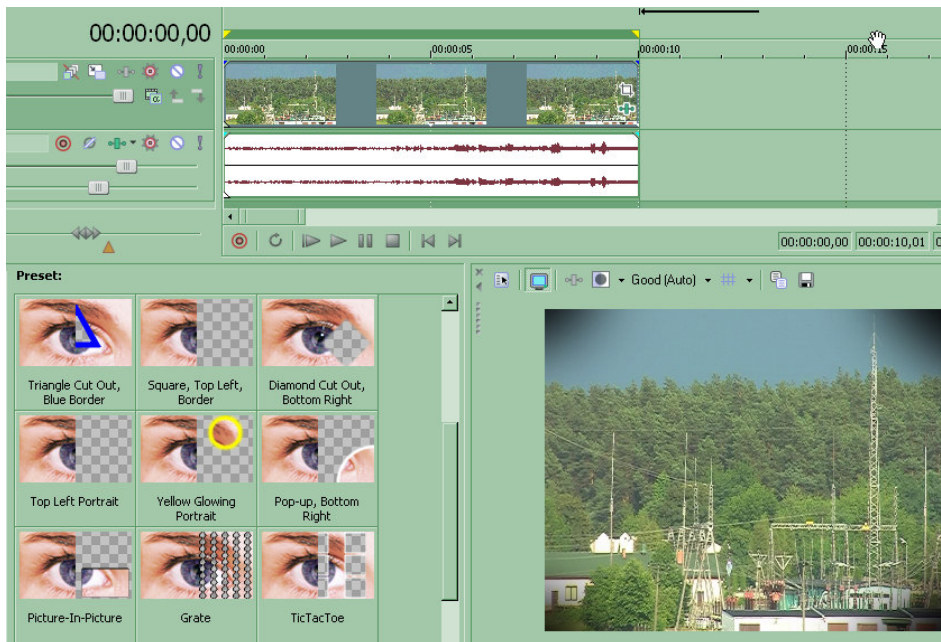 00:00:00,00
00:00:00
00:00:05
00:00:10
00:00:15
00:00:00,00
00:00:10,01
Preset:
Good (Auto)
Triangle Cut Out,
Blue Border
Square, Top Left,
Border
Diamond Cut Out,
Bottom Right
Top Left Portrait
Yellow Glowing
Portrait
Pop-up, Bottom
Right
Picture-In-Picture
Grate
TicTacToe